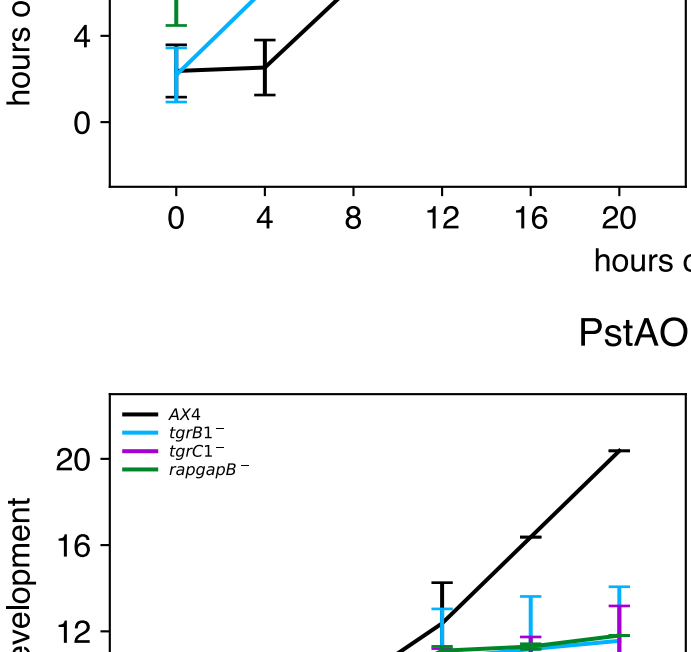 hours o
4
0
0 4 8 12 16 20
hours
PstAO
AX4
tgrB1⁻
tgrC1⁻
rapgapB⁻
20
16
12
evelopment